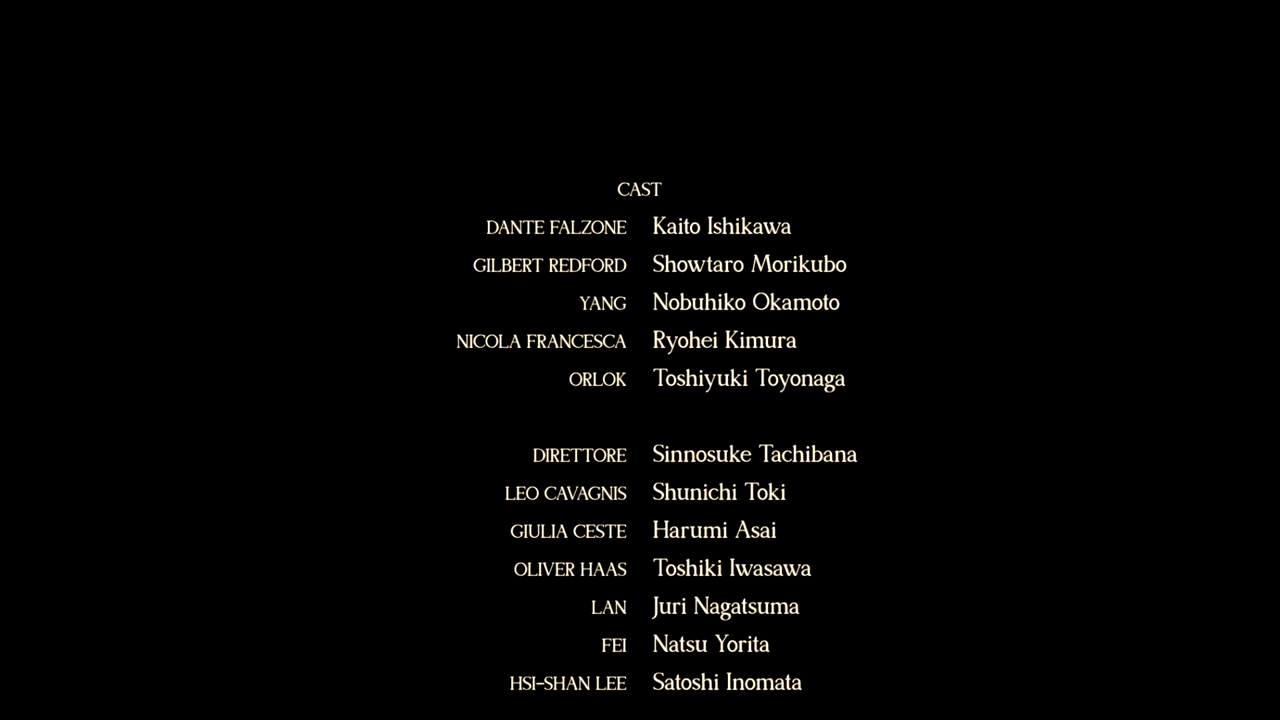 CAST
DANTE FALZONE Kaito Ishikawa
GILBERT REDFORD Showtaro Morikubo
YANG Nobuhiko Okamoto
NICOLA FRANCESCA Ryohei Kimura
ORLOK Toshiyuki Toyonaga
DIRETTORE Sinnosuke Tachibana
LEO CAVAGNIS Shunichi Toki
GIULIA CESTE Harumi Asai
OLIVER HAAS Toshiki Iwasawa
LAN Juri Nagatsuma
FEI Natsu Yorita
HSI-SHAN LEE Satoshi Inomata